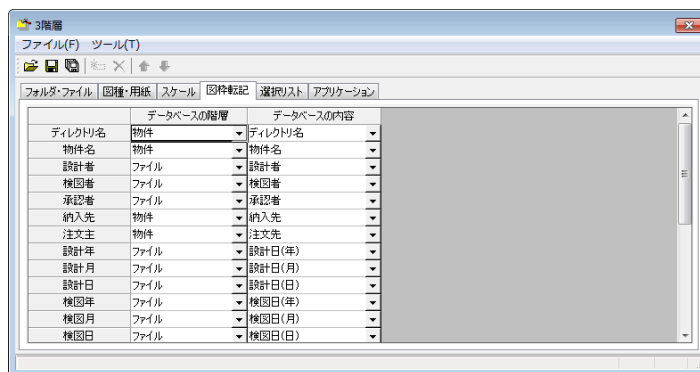 3階層
ファイル(F) ツール(T)
フォルダ・ファイル 図種・用紙 スケール 図枠転記 選択リスト アプリケーション
データベースの階層 データベースの内容
ディレクトリ名 物件 ディレクトリ名
物件名 物件 物件名
設計者 ファイル 設計者
検図者 ファイル 検図者
承認者 ファイル 承認者
納入先 物件 納入先
注文主 物件 注文先
設計年 ファイル 設計日(年)
設計月 ファイル 設計日(月)
設計日 ファイル 設計日(日)
検図年 ファイル 検図日(年)
検図月 ファイル 検図日(月)
検図日 ファイル 検図日(日)